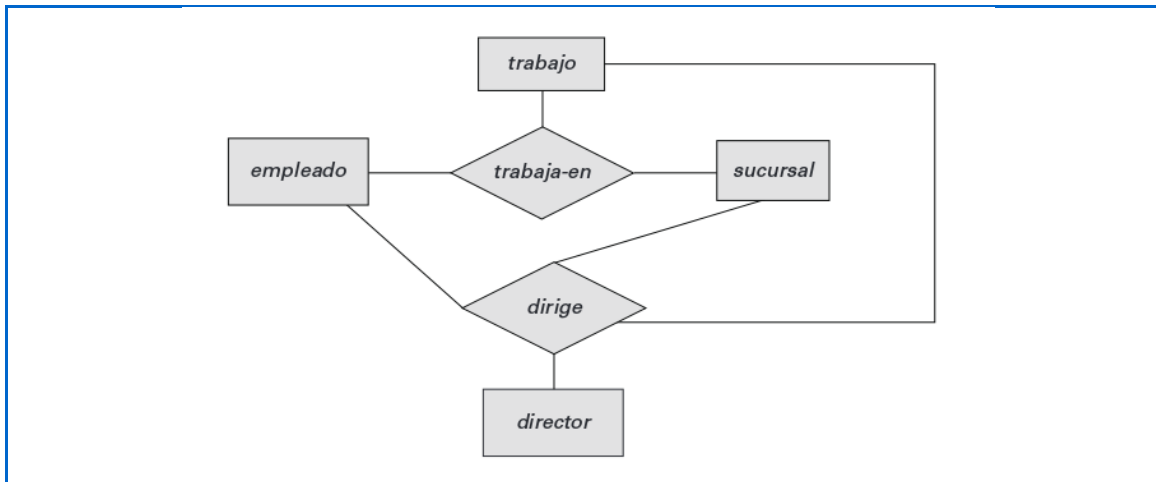 trabajo
empleado
trabaja-en
sucursal
dirige
director